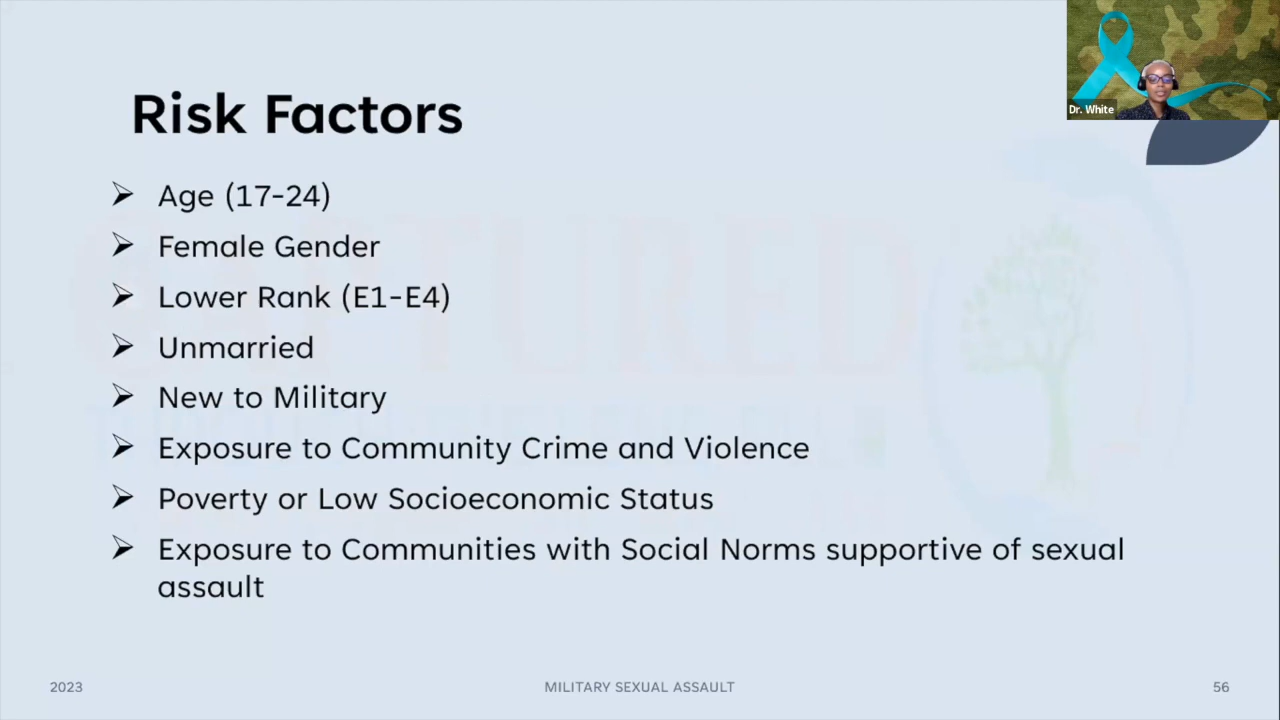 Dr. White
Risk Factors
Age (17-24)
Female Gender
Lower Rank (E1-E4)
Unmarried
New to Military
Exposure to Community Crime and Violence
Poverty or Low Socioeconomic Status
Exposure to Communities with Social Norms supportive of sexual
assault
2023
MILITARY SEXUAL ASSAULT
56